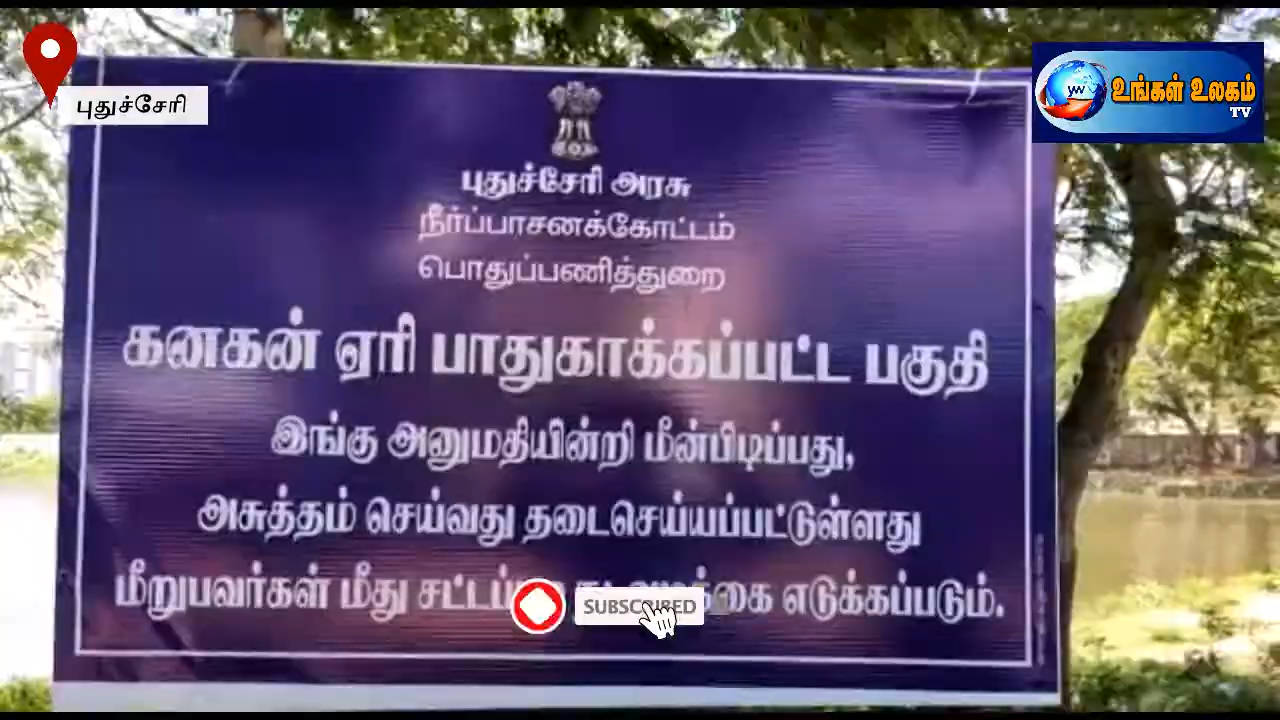 புதுச்சேரி
yw உங்கள் உலகம்
TV
புதுச்சேரி அரசு
நீர்ப்பாசனக்கோட்டம்
பொதுப்பணித்துறை
கனகன் ஏரி பாதுகாக்கப்பட்ட பகுதி
இங்கு அனுமதியின்றி மீன்பிடிப்பது,
அசுத்தம் செய்வது தடைசெய்யப்பட்டுள்ளது
மீறுபவர்கள் மீது எடுக்கப்படும்.
SUBSCRIBED